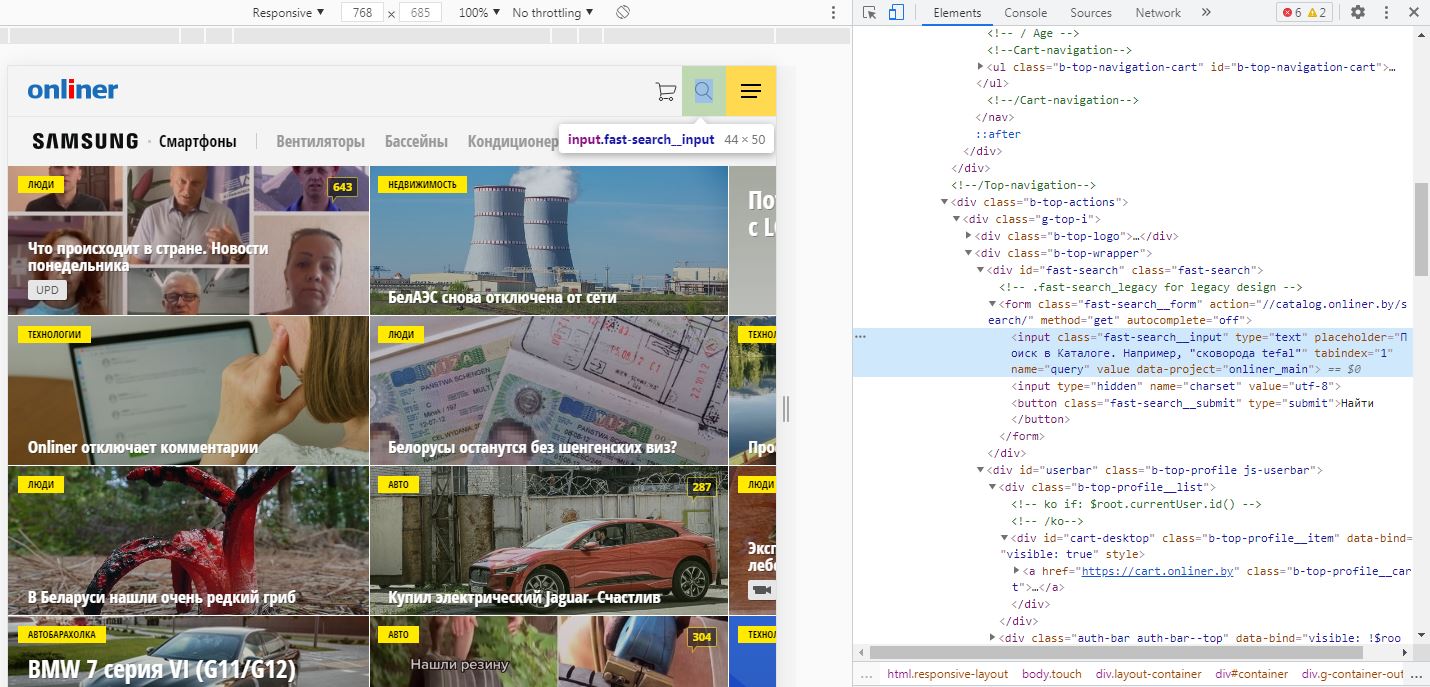 Responsive ▼ 768 × 685 100% ▼ No throttling ▼
Elements Console Sources Network » 6 2
onliner
SAMSUNG · Смартфоны Вентиляторы Бассейны Кондиционер
input.fast-search__input 44 × 50
ЛЮДИ
643
Что происходит в стране. Новости
понедельника
UPD
НЕДВИЖИМОСТЬ
БелАЭС снова отключена от сети
с L
ТЕХНОЛОГИИ
Onliner отключает комментарии
ЛЮДИ
Белорусы останутся без шенгенских виз?
ТЕХНОЛ
Про
ЛЮДИ
В Беларуси нашли очень редкий гриб
АВТО
287
Купил электрический Jaguar. Счастлив
ЛЮДИ
Эксп
лебе
АВТОБАРАХОЛКА
BMW 7 серия VI (G11/G12)
АВТО
304
Нашли резину
ТЕХНОЛ
<!-- / Age -->
<!--Cart-navigation-->
<ul class="b-top-navigation-cart" id="b-top-navigation-cart">…
</ul>
<!--/Cart-navigation-->
</nav>
::after
</div>
</div>
<!--/Top-navigation-->
<div class="b-top-actions">
<div class="g-top-i">
<div class="b-top-logo">…</div>
<div class="b-top-wrapper">
<div id="fast-search" class="fast-search">
<!-- .fast-search_legacy for legacy design -->
<form class="fast-search__form" action="//catalog.onliner.by/s
earch/" method="get" autocomplete="off">
<input class="fast-search__input" type="text" placeholder="П
оиск в Каталоге. Например, "сковорода tefal"" tabindex="1"
name="query" value data-project="onliner_main"> == $0
<input type="hidden" name="charset" value="utf-8">
<button class="fast-search__submit" type="submit">Найти
</button>
</form>
</div>
<div id="userbar" class="b-top-profile js-userbar">
<div class="b-top-profile__list">
<!-- ko if: $root.currentUser.id() -->
<!-- /ko-->
<div id="cart-desktop" class="b-top-profile__item" data-bind=
"visible: true" style>
<a href="https://cart.onliner.by" class="b-top-profile__car
t">…</a>
</div>
</div>
<div class="auth-bar auth-bar--top" data-bind="visible: !$roo
... html.responsive-layout body.touch div.layout-container div#container div.g-container-out ...